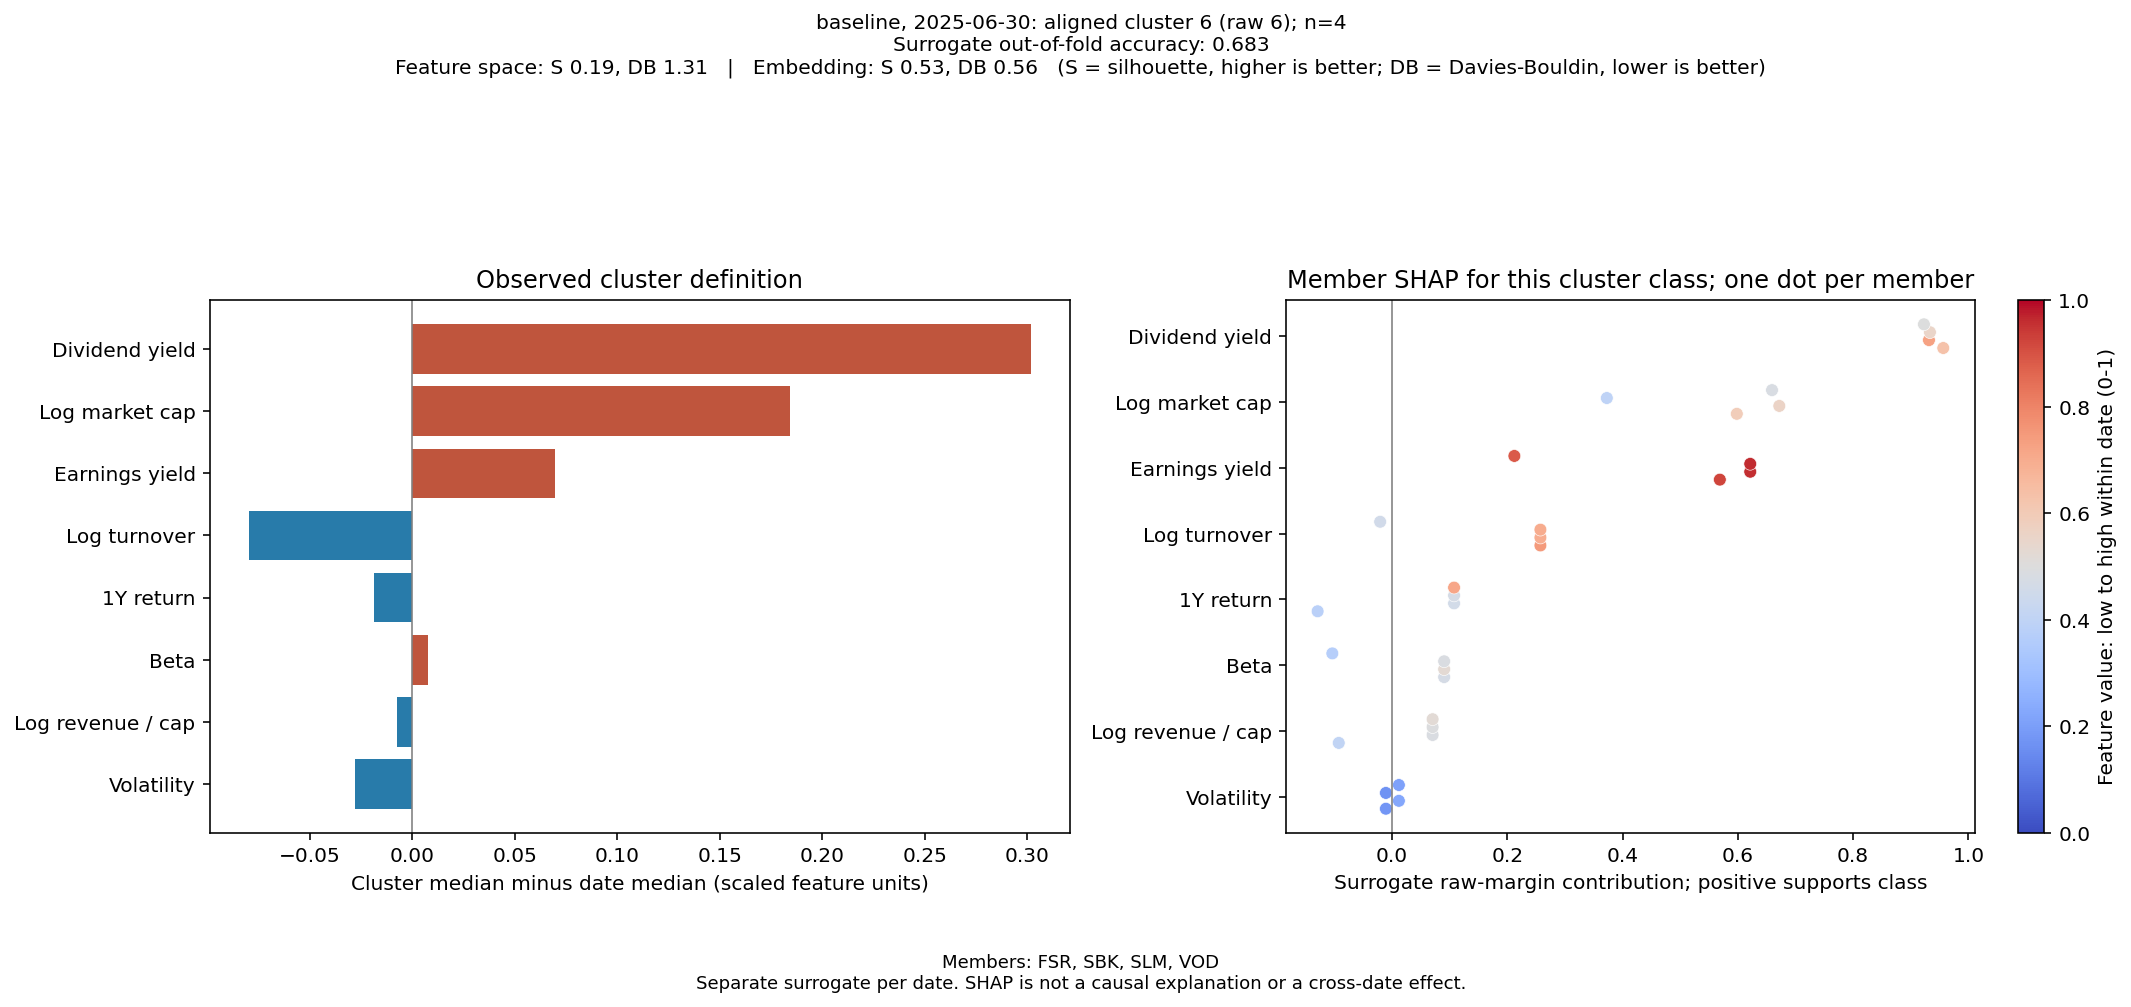 baseline, 2025-06-30: aligned cluster 6 (raw 6); n=4
Surrogate out-of-fold accuracy: 0.683
Feature space: S 0.19, DB 1.31   |   Embedding: S 0.53, DB 0.56   (S = silhouette, higher is better; DB = Davies-Bouldin, lower is better)
Observed cluster definition
Dividend yield
Log market cap
Earnings yield
Log turnover
1Y return
Beta
Log revenue / cap
Volatility
−0.05 0.00 0.05 0.10 0.15 0.20 0.25 0.30
Cluster median minus date median (scaled feature units)
Member SHAP for this cluster class; one dot per member
Dividend yield
Log market cap
Earnings yield
Log turnover
1Y return
Beta
Log revenue / cap
Volatility
0.0 0.2 0.4 0.6 0.8 1.0
Surrogate raw-margin contribution; positive supports class
1.0
0.8
0.6
0.4
0.2
0.0
Feature value: low to high within date (0-1)
Members: FSR, SBK, SLM, VOD
Separate surrogate per date. SHAP is not a causal explanation or a cross-date effect.